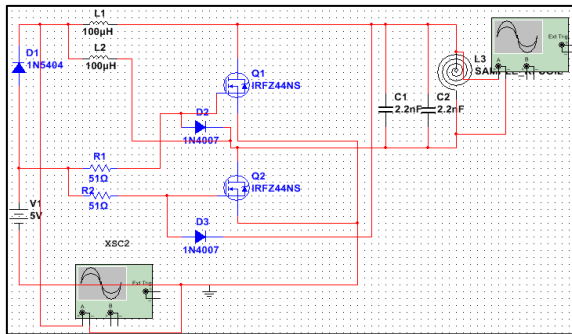 L1
100μH
L2
100μH
D1
1N5404
Q1
IRFZ44NS
D2
1N4007
C1
2.2nF
C2
2.2nF
L3
Ext Trig
A
B
R1
51Ω
R2
51Ω
Q2
IRFZ44NS
V1
5V
D3
1N4007
XSC2
Ext Trig
A
B